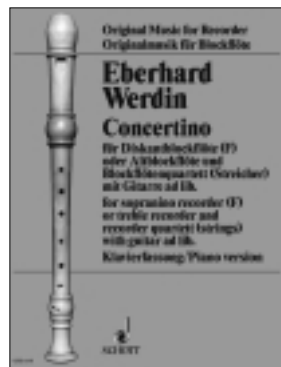 Original Music for Recorder
Originalmusik für Blockflöte
Eberhard
Werdin
Concertino
für Diskantblockflöte (F)
oder Altblockflöte und
Blockflötenquartett (Streicher)
mit Gitarre ad lib.
for sopranino recorder (F)
or treble recorder and
recorder quartett (strings)
with guitar ad lib.
Klavierfassung/Piano version
SCHOTT